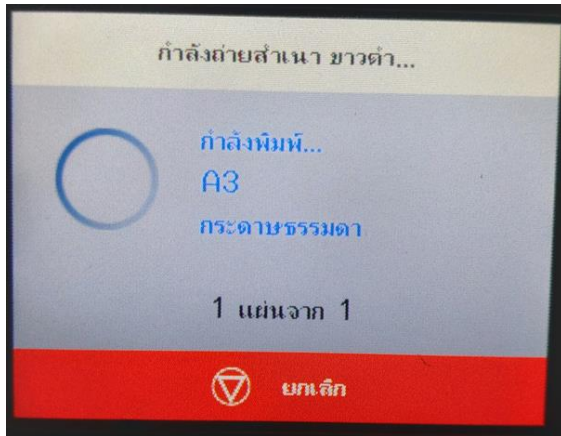 กำลังถ่ายสำเนา ขาวดำ...
กำลังพิมพ์...
A3
กระดาษธรรมดา
1 แผ่นจาก 1
ยกเลิก